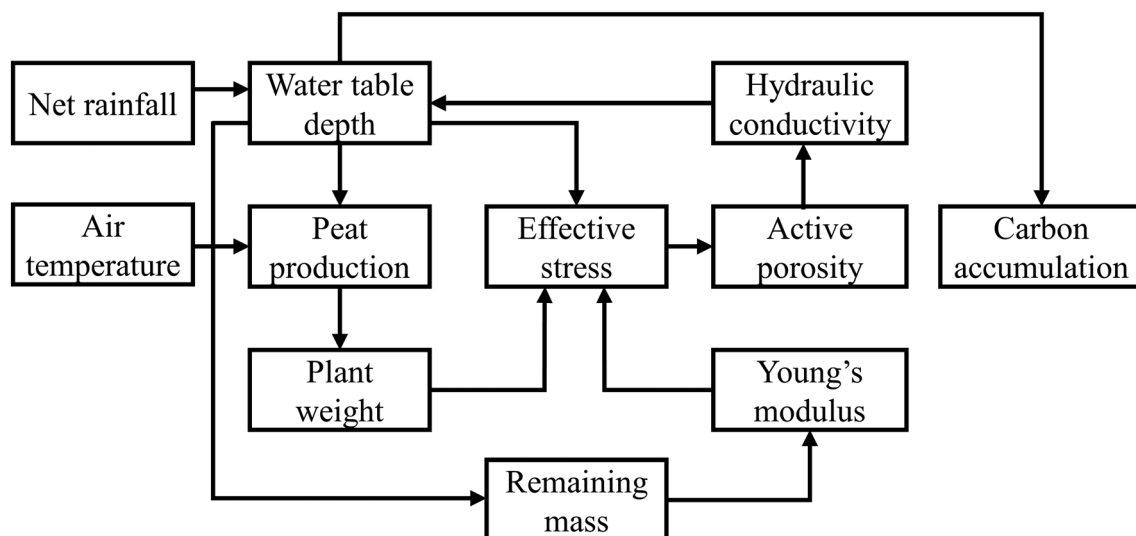 Net rainfall
Water table
depth
Hydraulic
conductivity
Air
temperature
Peat
production
Effective
stress
Active
porosity
Carbon
accumulation
Plant
weight
Young's
modulus
Remaining
mass